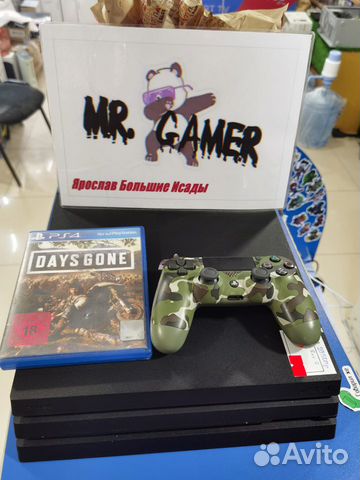 MR. GAMER
Ярослав Большие Исады
PS4
DAYS GONE
18
Avito